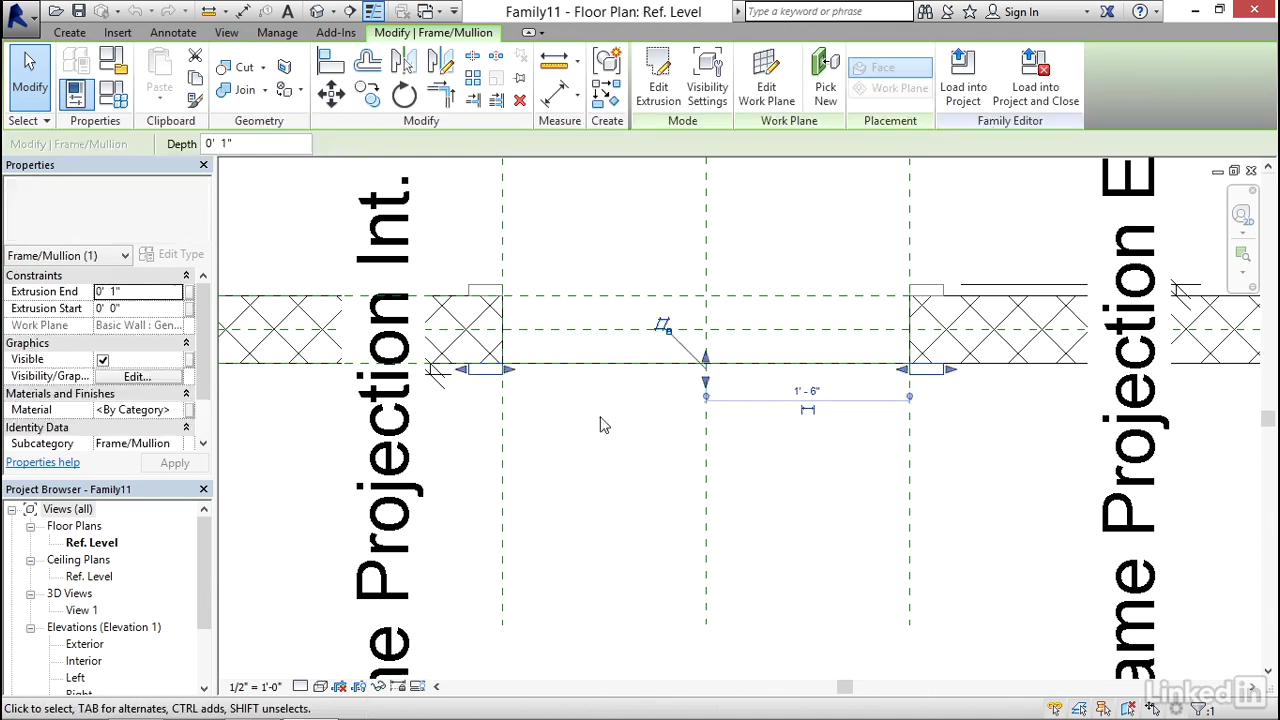 Family11 - Floor Plan: Ref. Level
Type a keyword or phrase
Sign In
Create
Insert
Annotate
View
Manage
Add-Ins
Modify | Frame/Mullion
Modify
Paste
Cut
Join
Edit
Extrusion
Visibility
Settings
Edit
Work Plane
Pick
New
Face
Work Plane
Load into
Project
Load into
Project and Close
Select
Properties
Clipboard
Geometry
Modify
Measure
Create
Mode
Work Plane
Placement
Family Editor
Modify | Frame/Mullion
Depth
0' 1"
Properties
Frame/Mullion (1)
Edit Type
Constraints
Extrusion End
0' 1"
Extrusion Start
0' 0"
Work Plane
Basic Wall : Gen...
Graphics
Visible
Visibility/Grap...
Edit...
Materials and Finishes
Material
<By Category>
Identity Data
Subcategory
Frame/Mullion
Properties help
Apply
Project Browser - Family11
Views (all)
Floor Plans
Ref. Level
Ceiling Plans
Ref. Level
3D Views
View 1
Elevations (Elevation 1)
Exterior
Interior
Left
Right
me Projection Int.
1' - 6"
ame Projection E
1/2" = 1'-0"
Click to select, TAB for alternates, CTRL adds, SHIFT unselects.
:1
2D
LinkedIn